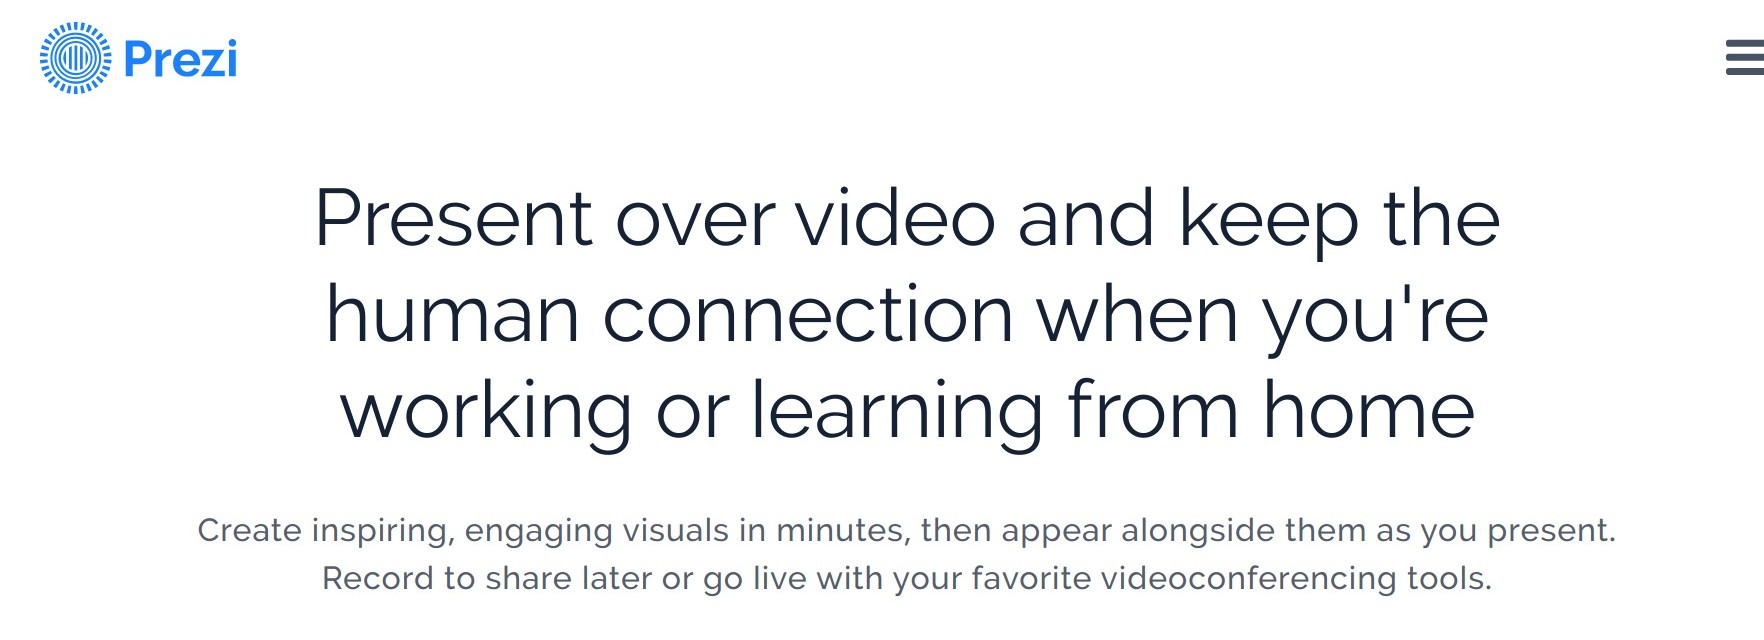 Prezi
Present over video and keep the
human connection when you're
working or learning from home
Create inspiring, engaging visuals in minutes, then appear alongside them as you present.
Record to share later or go live with your favorite videoconferencing tools.